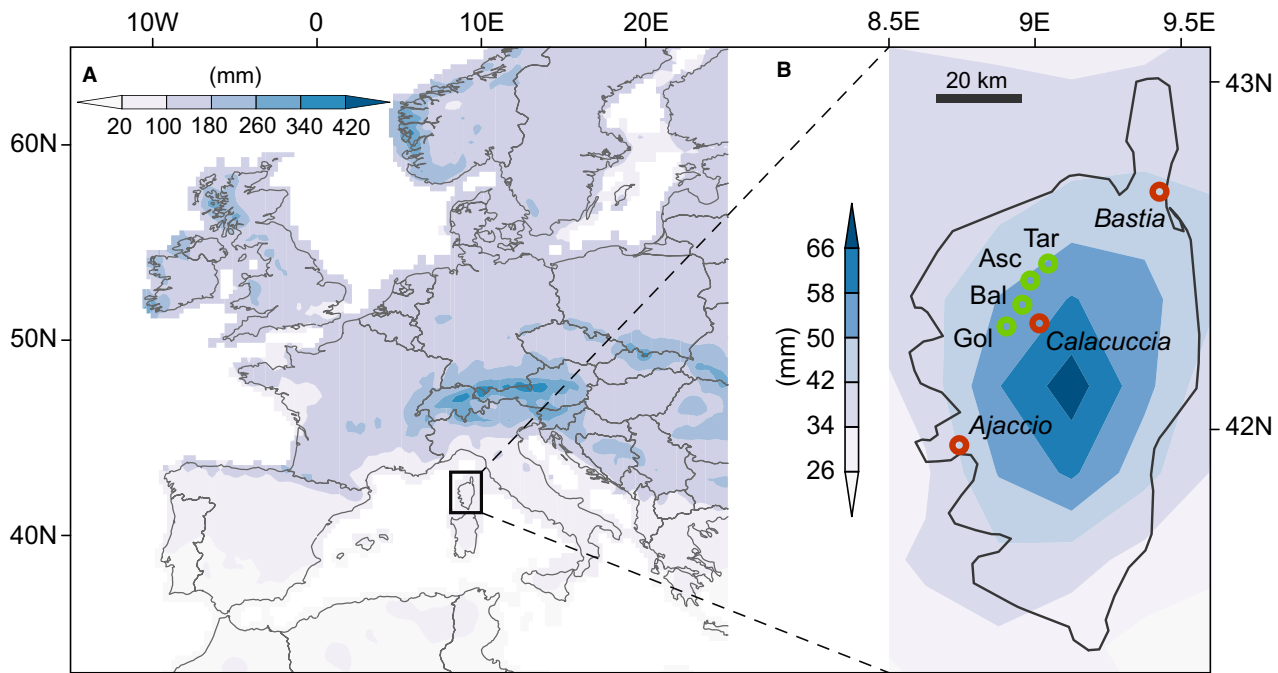 10W 0 10E 20E 8.5E 9E 9.5E
A (mm)
20 100 180 260 340 420
60N
50N
40N
B
20 km
43N
42N
Bastia
Tar
Asc
Bal
Gol
Calacuccia
Ajaccio
66
58
50
42
34
26
(mm)